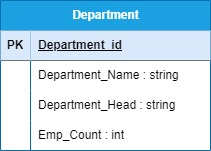 Department
PK Department_id
Department_Name : string
Department_Head : string
Emp_Count : int